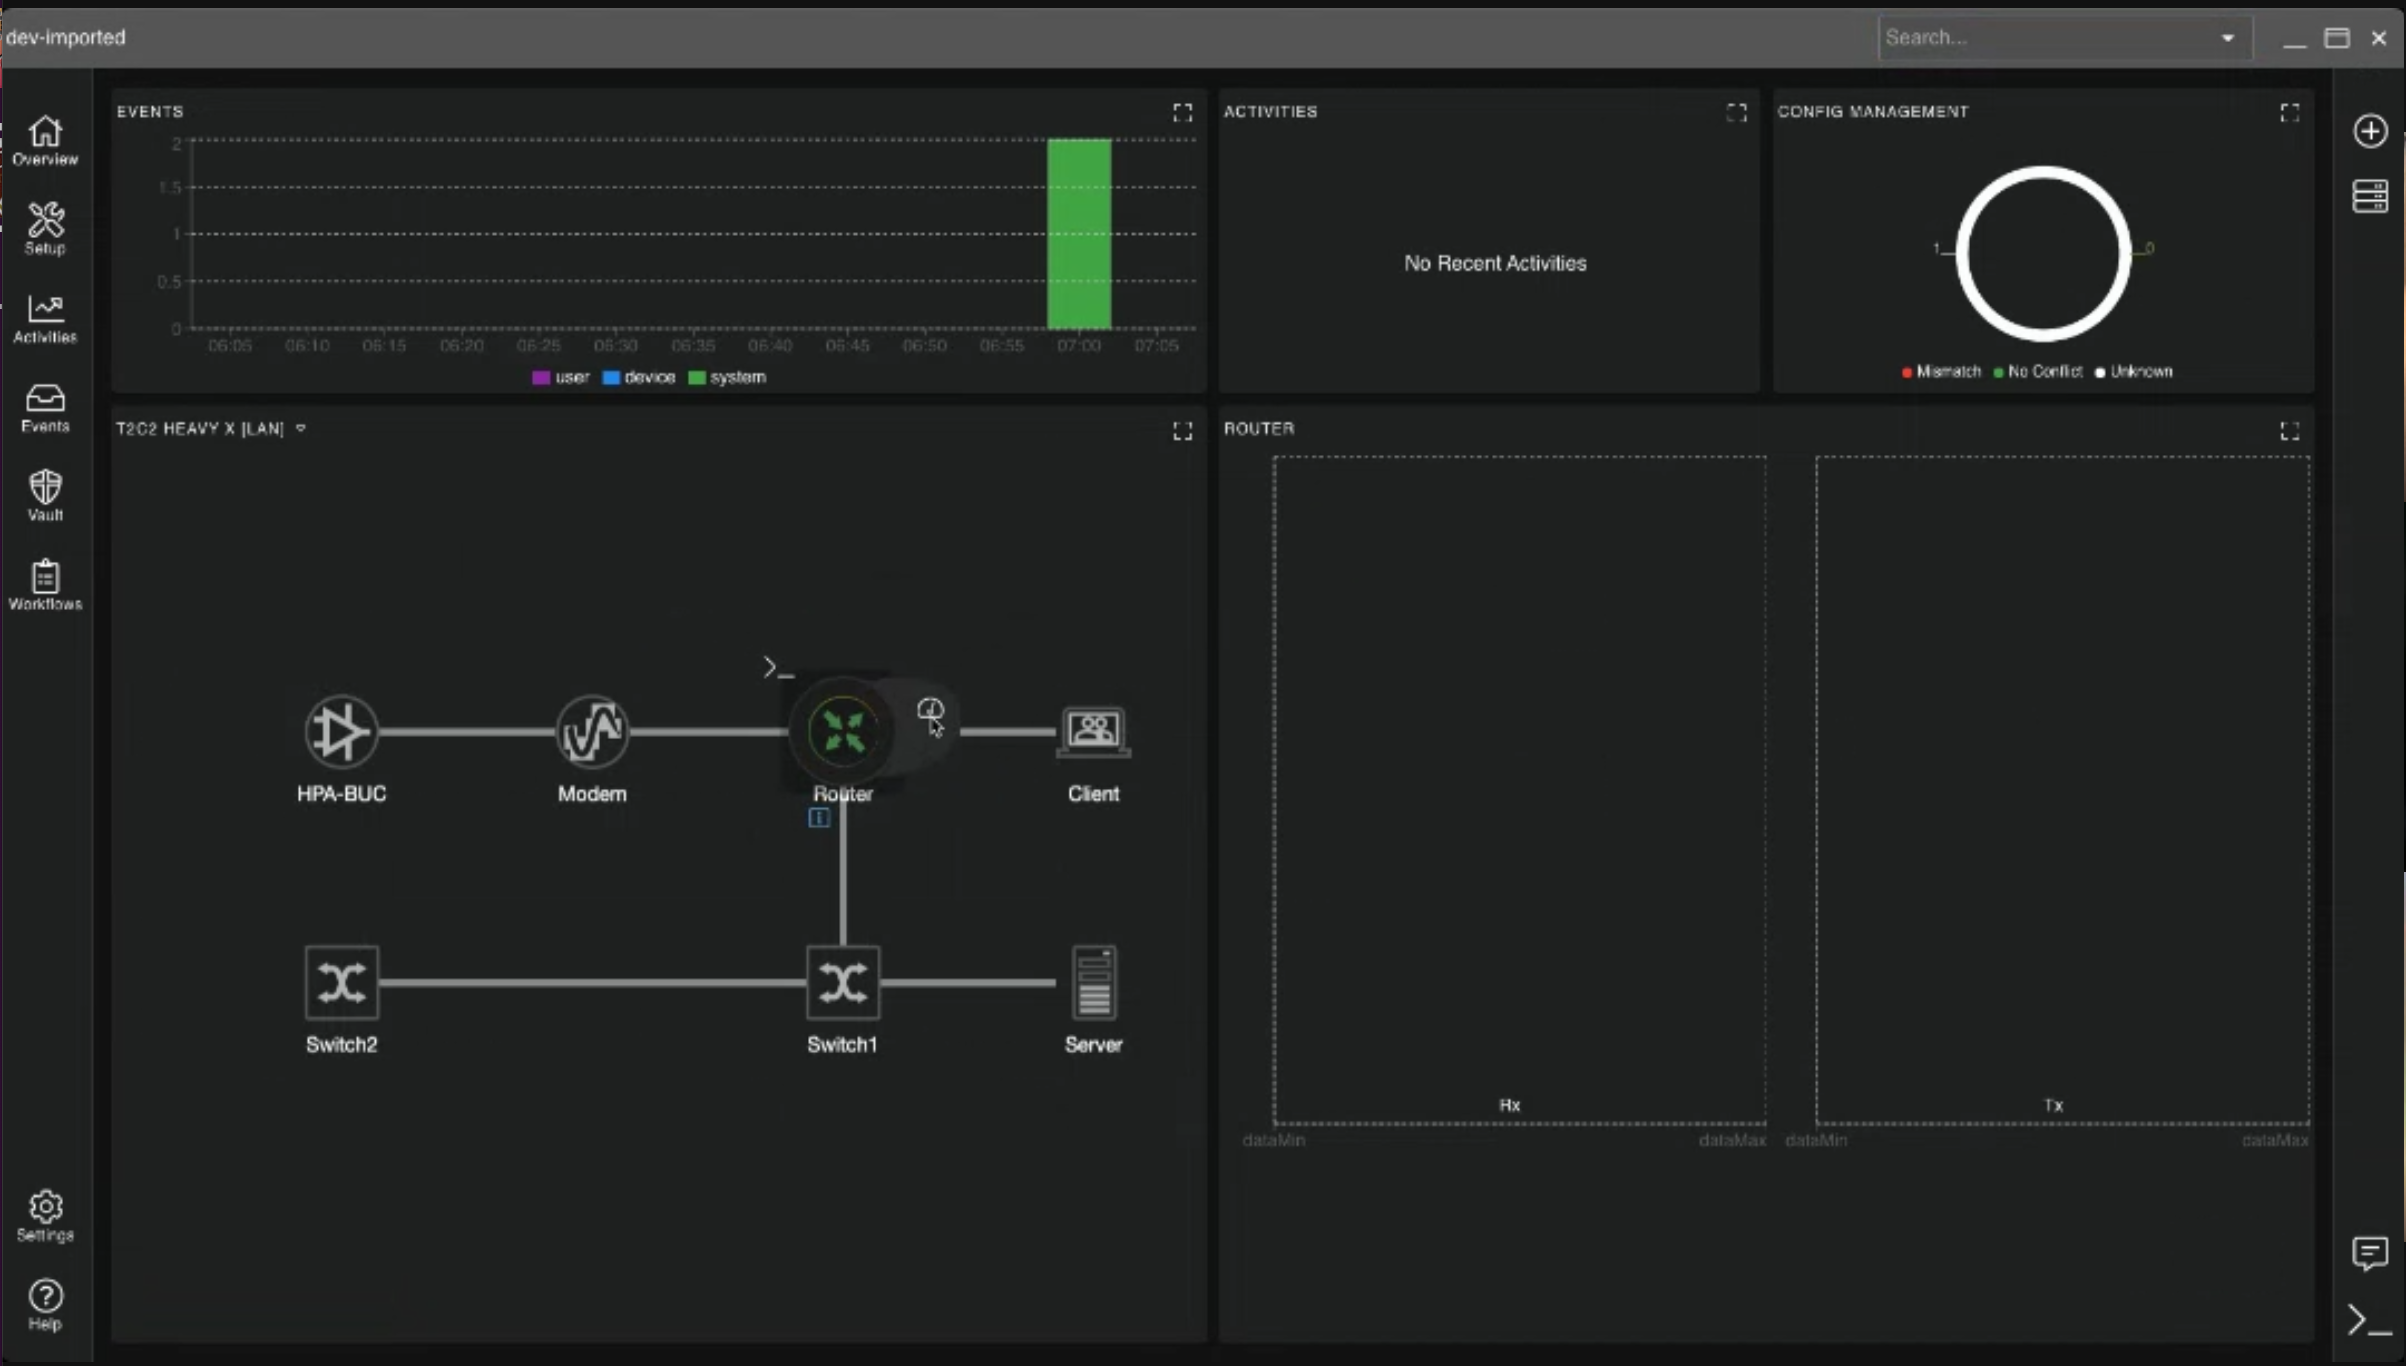 dev-imported
Search...
Overview
Setup
Activities
Events
Vault
Workflows
Settings
Help
EVENTS
2
1.5
1
0.5
0
06:05 06:10 06:15 06:20 06:25 06:30 06:35 06:40 06:45 06:50 06:55 07:00 07:05
user device system
ACTIVITIES
No Recent Activities
CONFIG MANAGEMENT
1 0
Mismatch No Conflict Unknown
T2C2 HEAVY X [LAN]
HPA-BUC Modem Router Client
Switch2 Switch1 Server
ROUTER
Rx Tx
dataMin dataMax dataMin dataMax